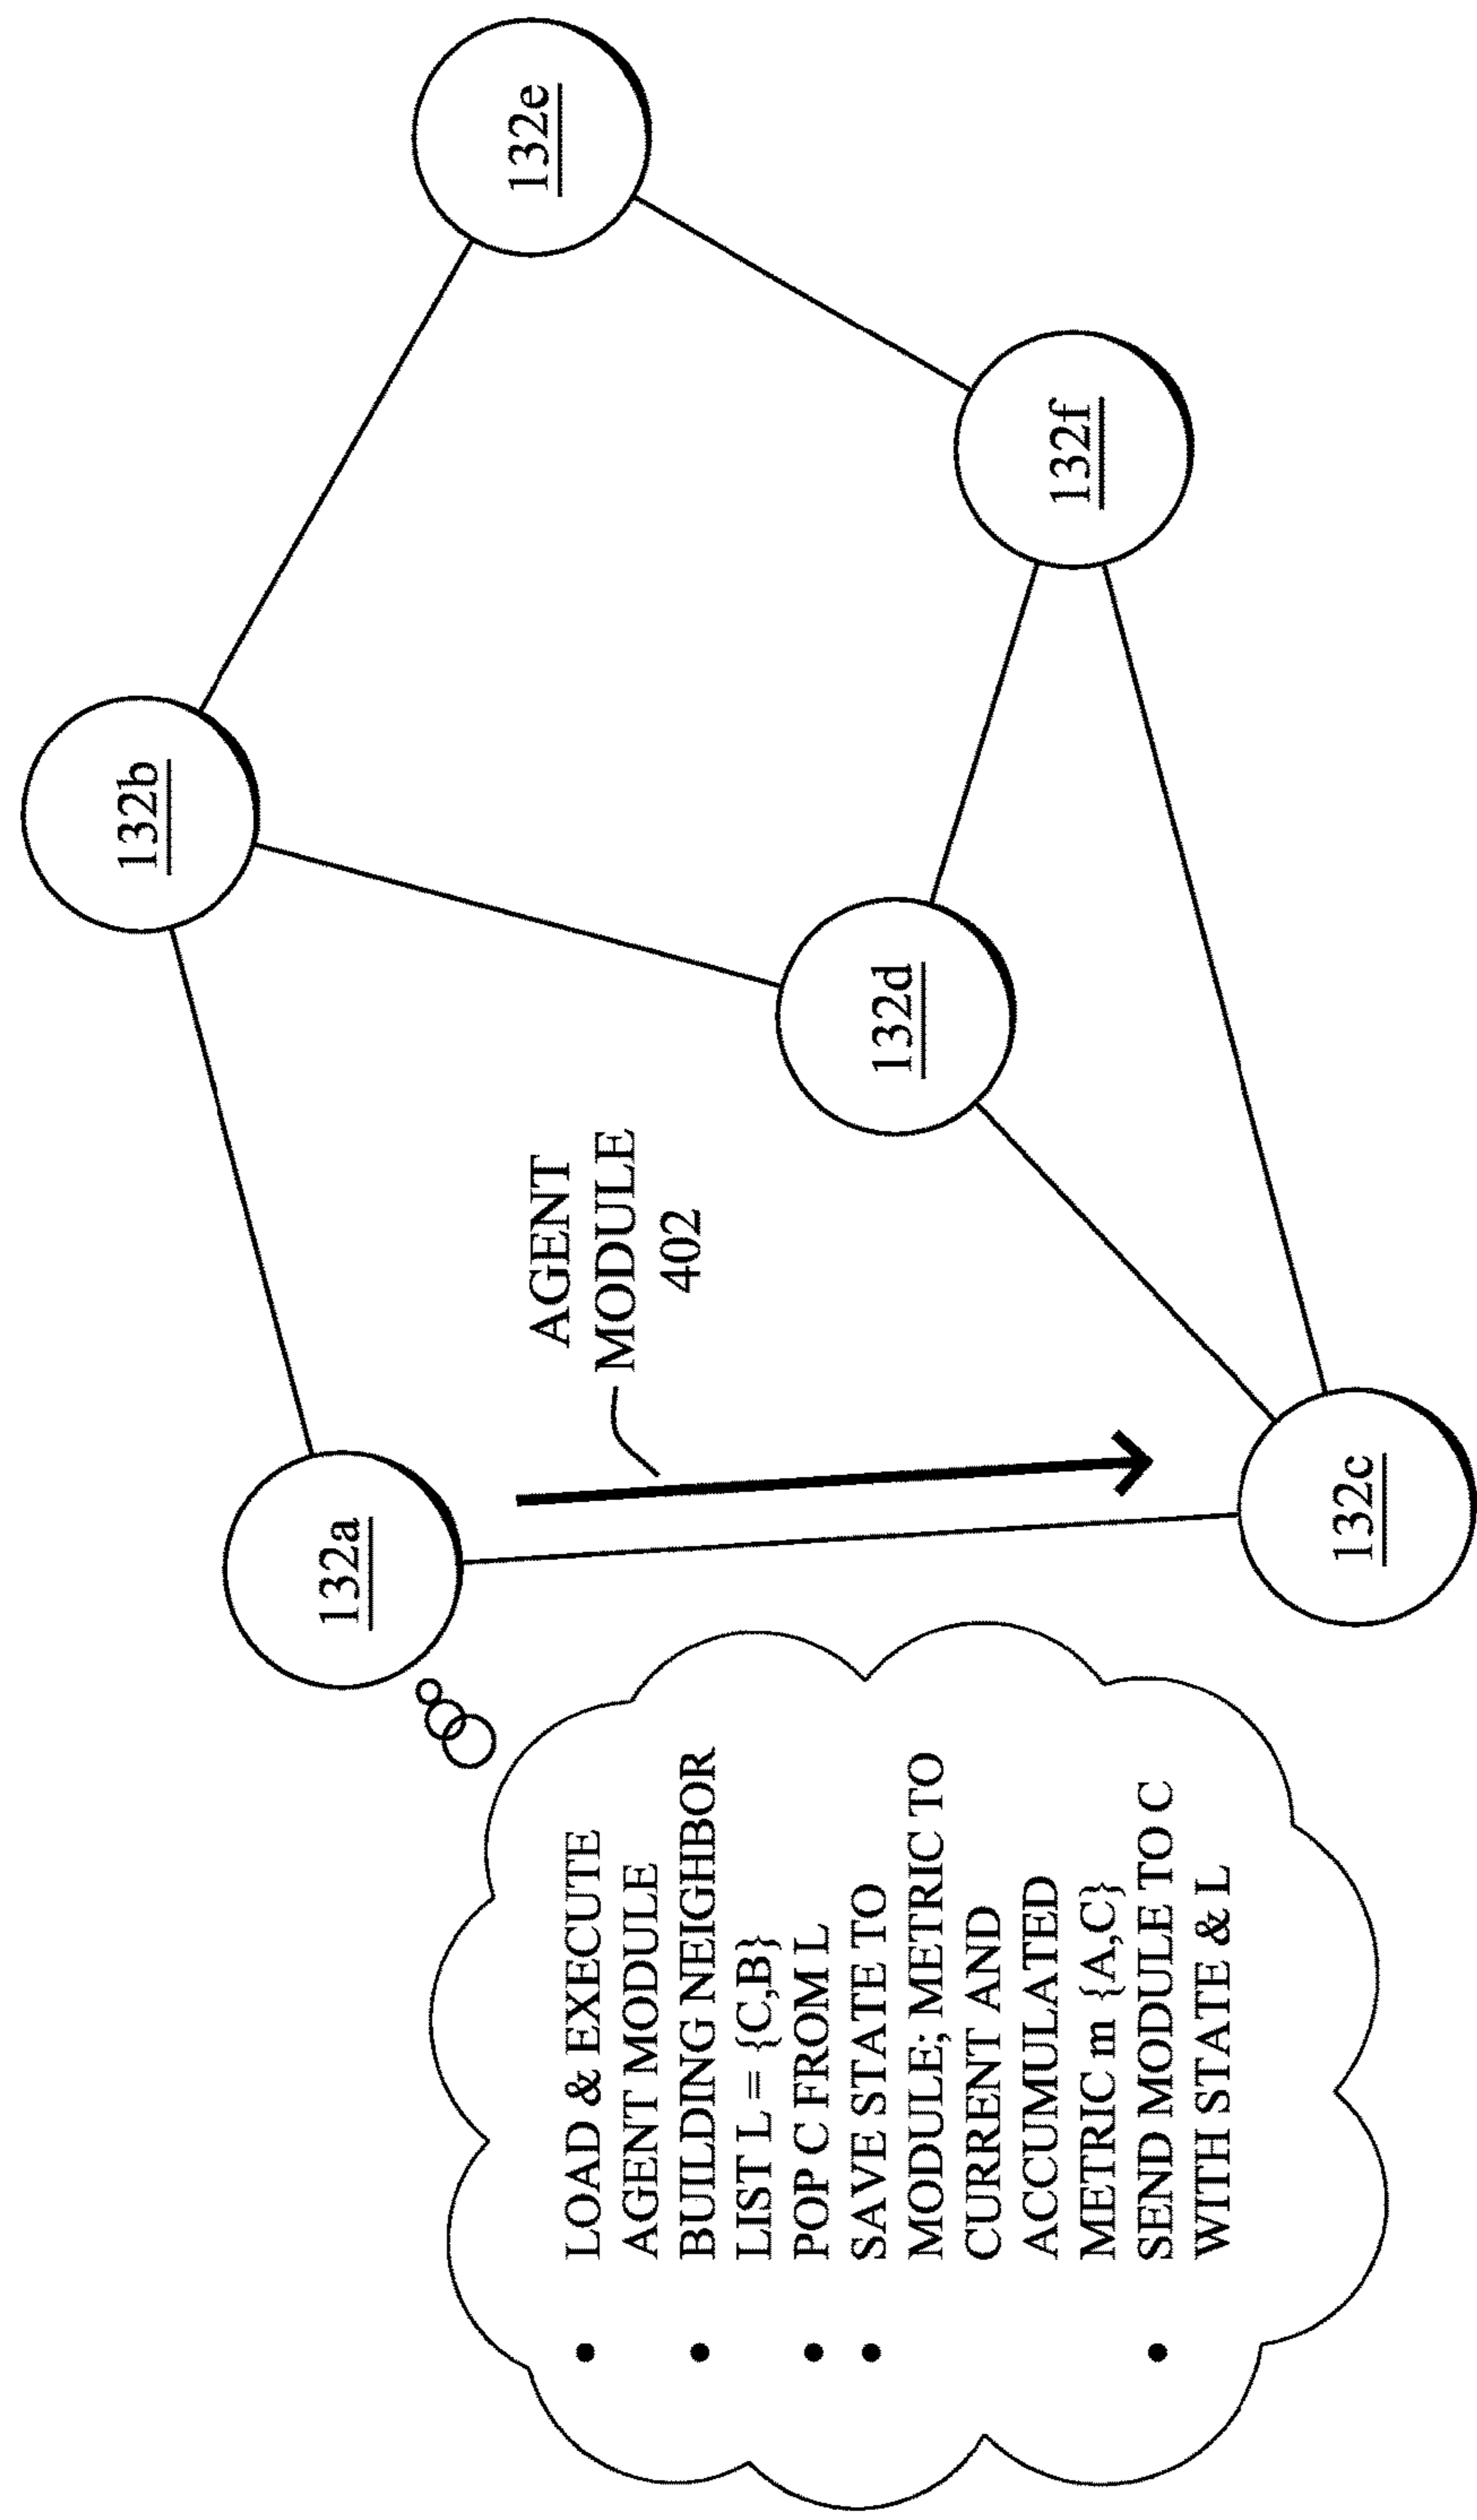 • LOAD & EXECUTE
AGENT MODULE
• BUILDING NEIGHBOR
LIST L = {C,B}
• POP C FROM L
• SAVE STATE TO
MODULE; METRIC TO
CURRENT AND
ACCUMULATED
METRIC m {A,C}
• SEND MODULE TO C
WITH STATE & L
132a
AGENT
MODULE
402
132b
132c
132d
132e
132f